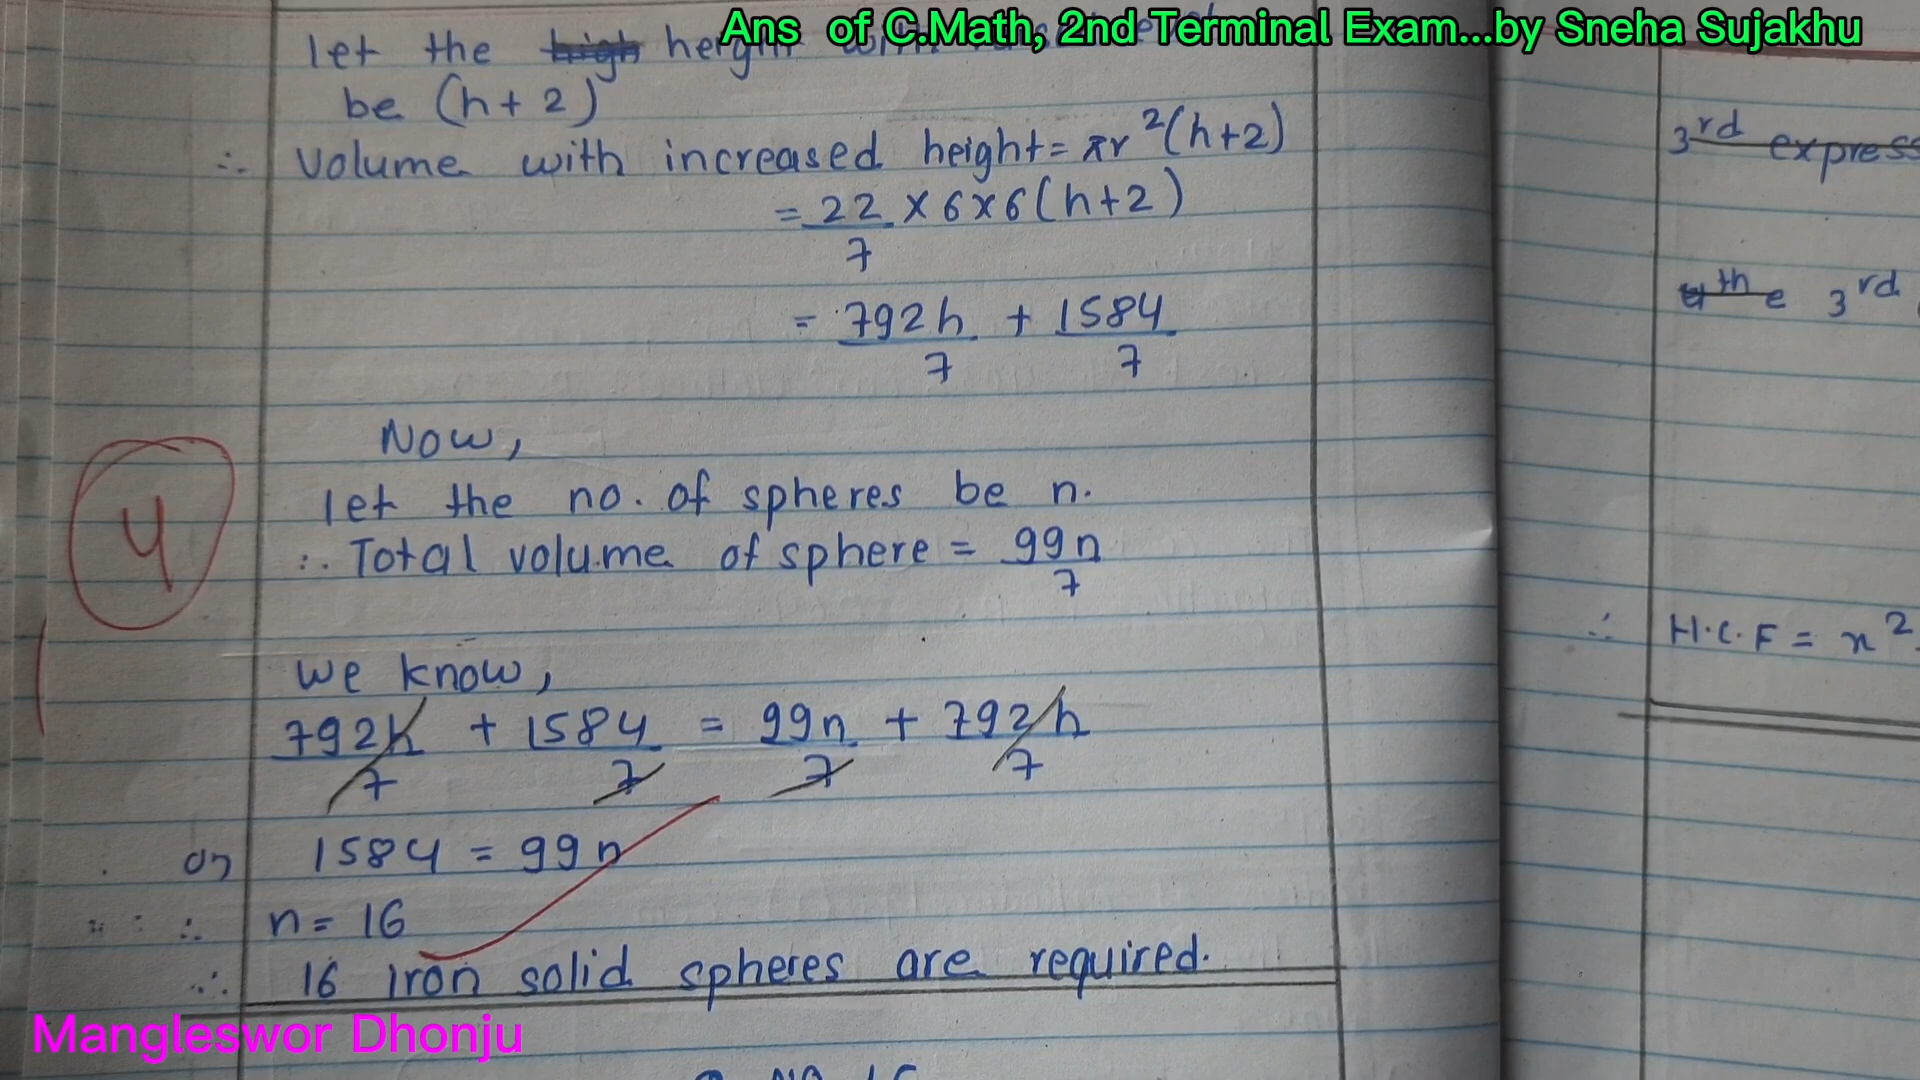 Ans of C.Math, 2nd Terminal Exam...by Sneha Sujakhu
let the height
be (h+2)
∴ Volume with increased height = πr²(h+2)
= 22/7 × 6×6(h+2)
= 792h/7 + 1584/7
Now,
let the no. of spheres be n.
∴ Total volume of sphere = 99n/7
4
we know,
792h/7 + 1584/7 = 99n/7 + 792h/7
or 1584 = 99n
∴ n = 16
∴ 16 iron solid spheres are required.
Mangleswor Dhonju
3rd express
3rd
∴ H.C.F = x²